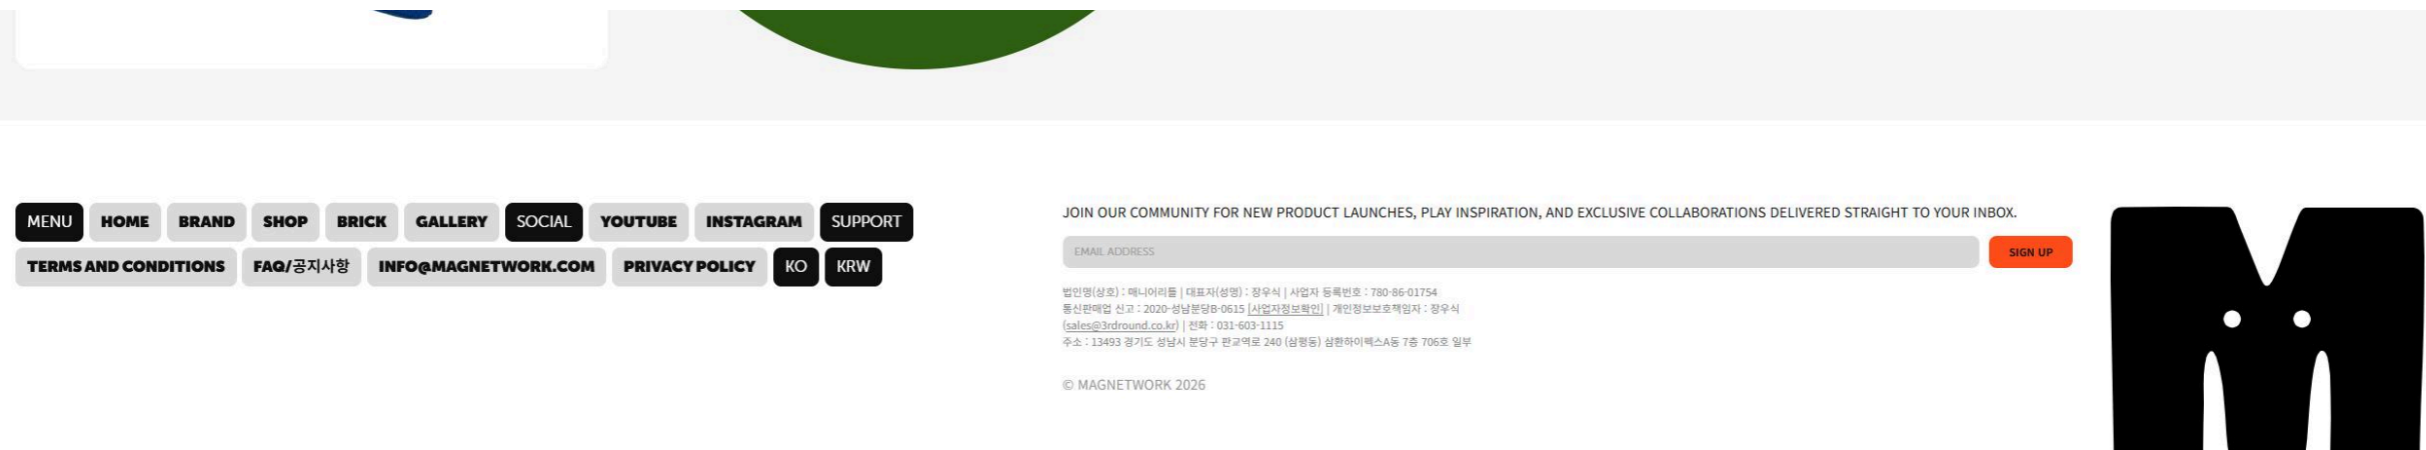 MENU HOME BRAND SHOP BRICK GALLERY SOCIAL YOUTUBE INSTAGRAM SUPPORT
TERMS AND CONDITIONS FAQ/공지사항 INFO@MAGNETWORK.COM PRIVACY POLICY KO KRW
JOIN OUR COMMUNITY FOR NEW PRODUCT LAUNCHES, PLAY INSPIRATION, AND EXCLUSIVE COLLABORATIONS DELIVERED STRAIGHT TO YOUR INBOX.
EMAIL ADDRESS SIGN UP
법인명(상호) : 매니어리틀 | 대표자(성명) : 장우식 | 사업자 등록번호 : 780-86-01754
통신판매업 신고 : 2020-성남분당B-0615 [사업자정보확인] | 개인정보보호책임자 : 장우식
(sales@3rdround.co.kr) | 전화 : 031-603-1115
주소 : 13493 경기도 성남시 분당구 판교역로 240 (삼평동) 삼환하이펙스A동 7층 706호 일부
© MAGNETWORK 2026